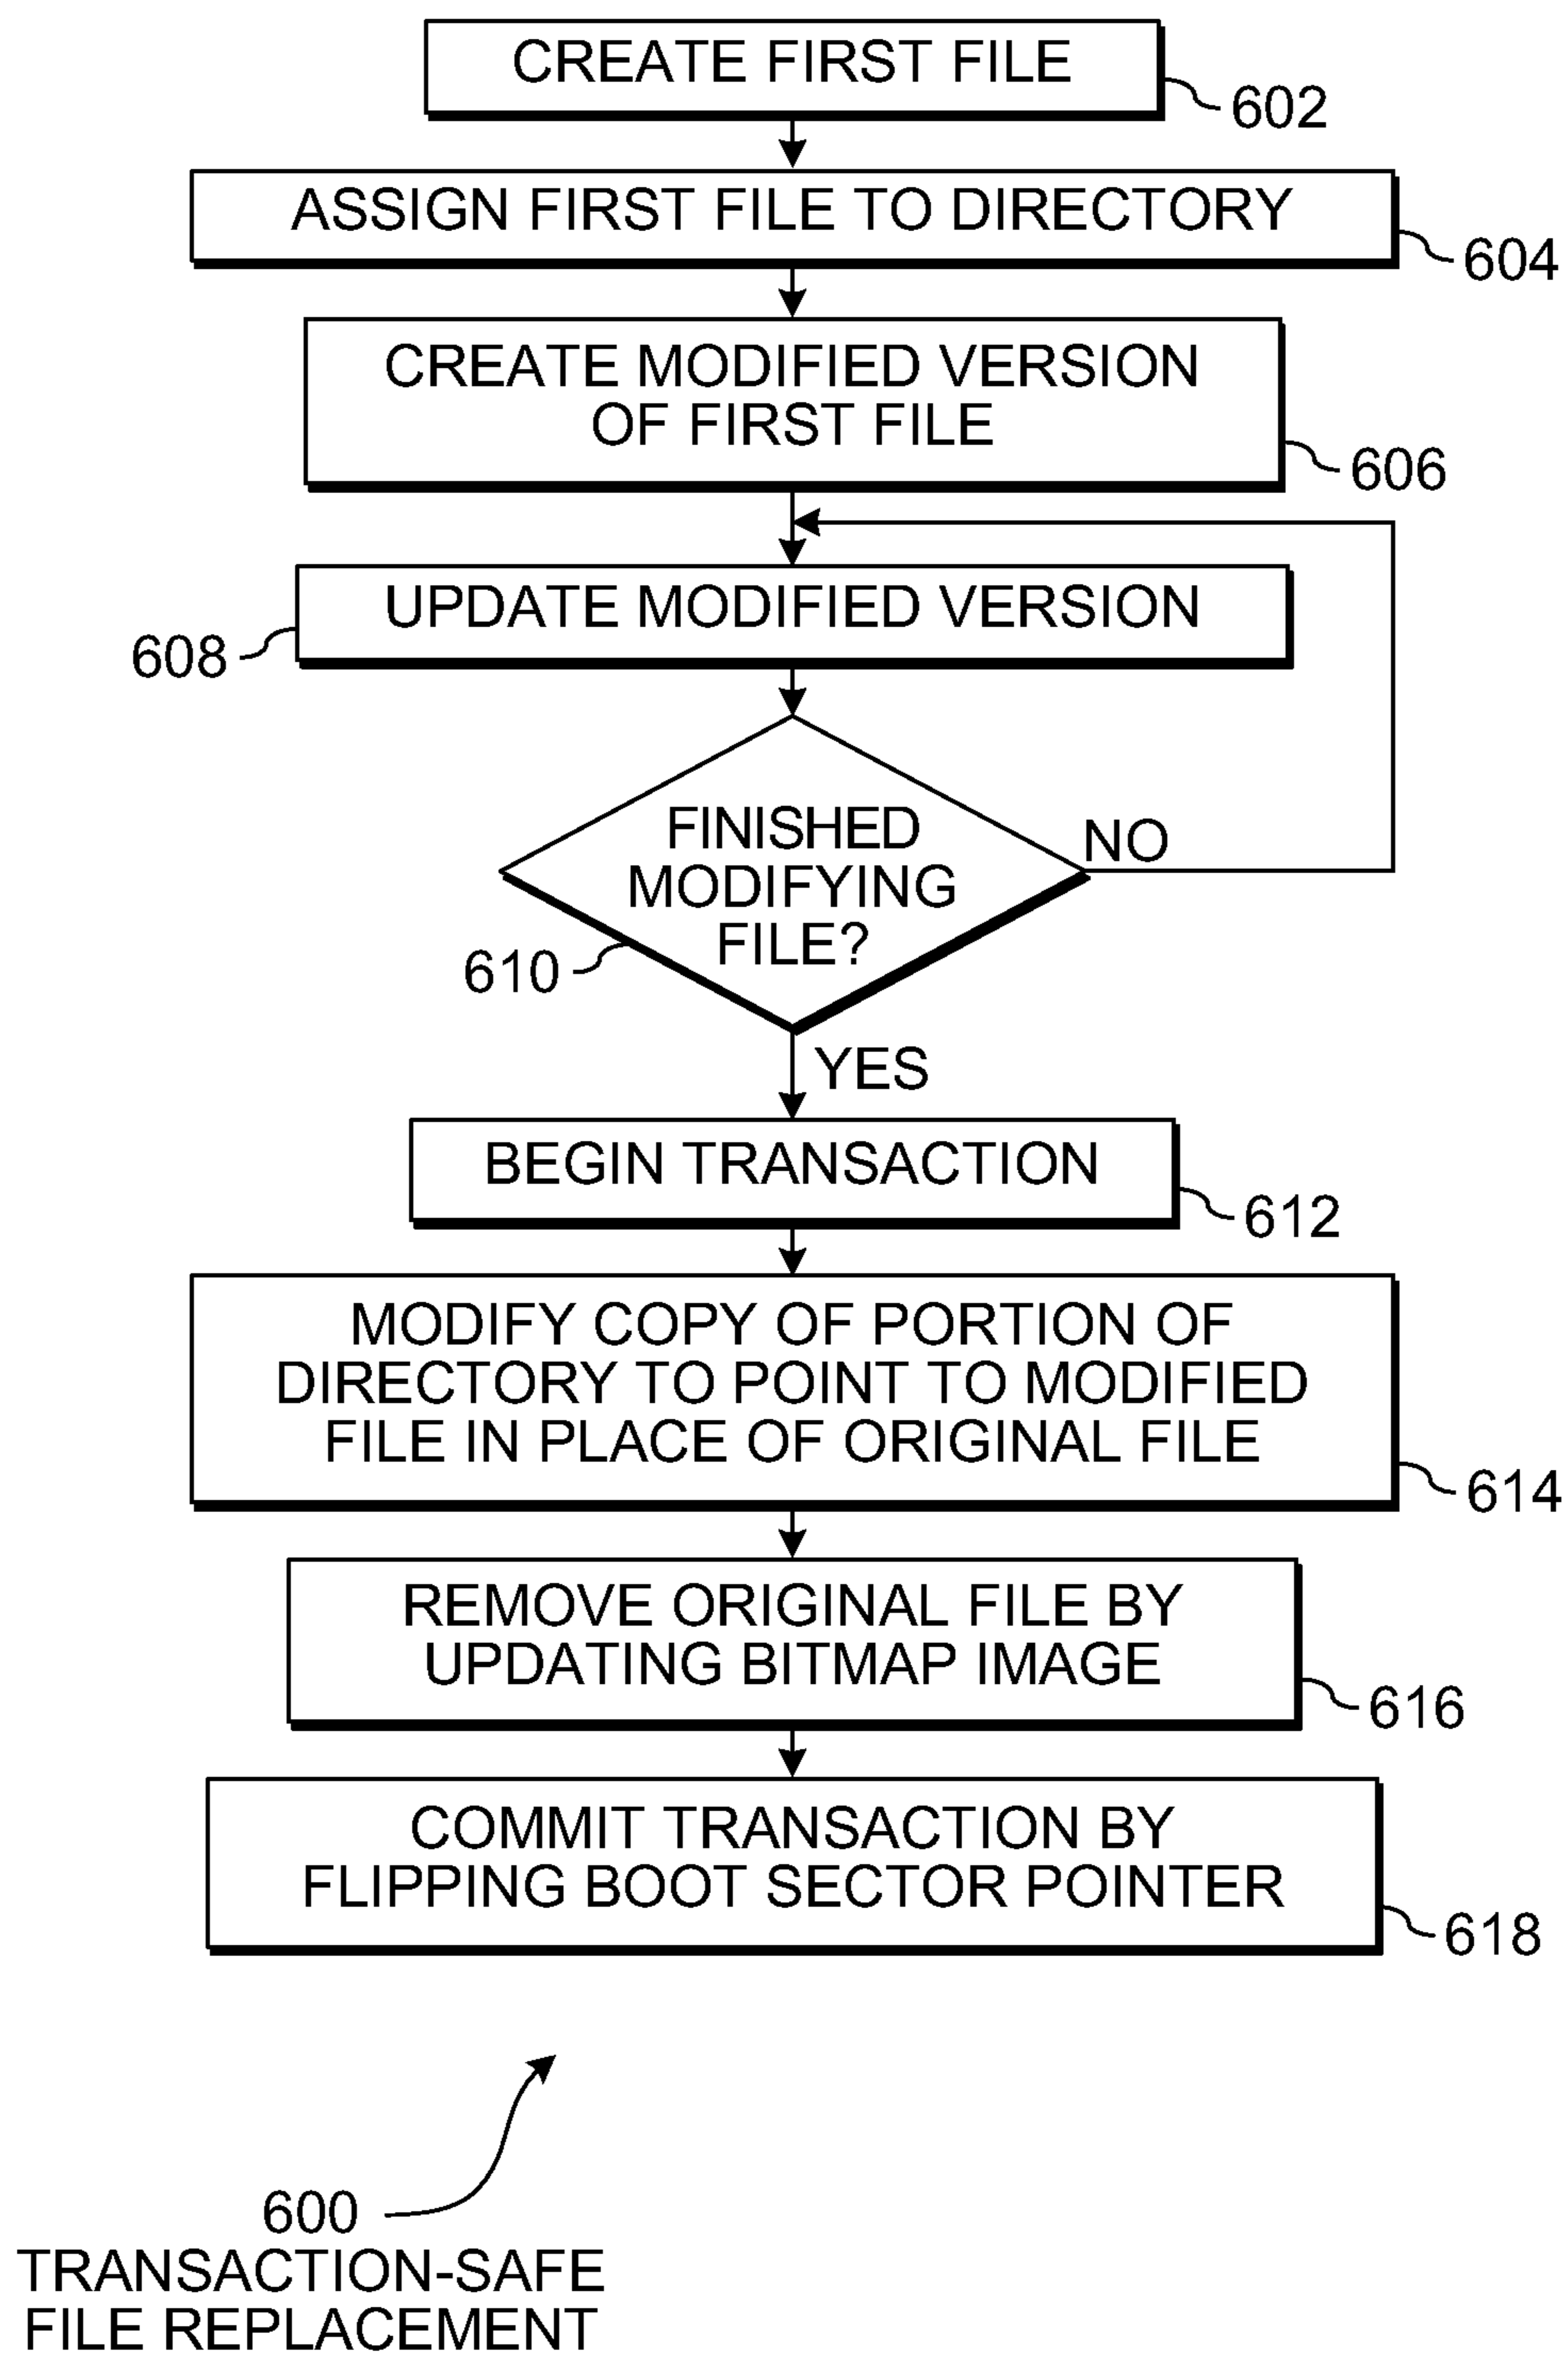 CREATE FIRST FILE
602
ASSIGN FIRST FILE TO DIRECTORY
604
CREATE MODIFIED VERSION
OF FIRST FILE
606
UPDATE MODIFIED VERSION
608
FINISHED
MODIFYING
FILE?
NO
610
YES
BEGIN TRANSACTION
612
MODIFY COPY OF PORTION OF
DIRECTORY TO POINT TO MODIFIED
FILE IN PLACE OF ORIGINAL FILE
614
REMOVE ORIGINAL FILE BY
UPDATING BITMAP IMAGE
616
COMMIT TRANSACTION BY
FLIPPING BOOT SECTOR POINTER
618
600
TRANSACTION-SAFE
FILE REPLACEMENT